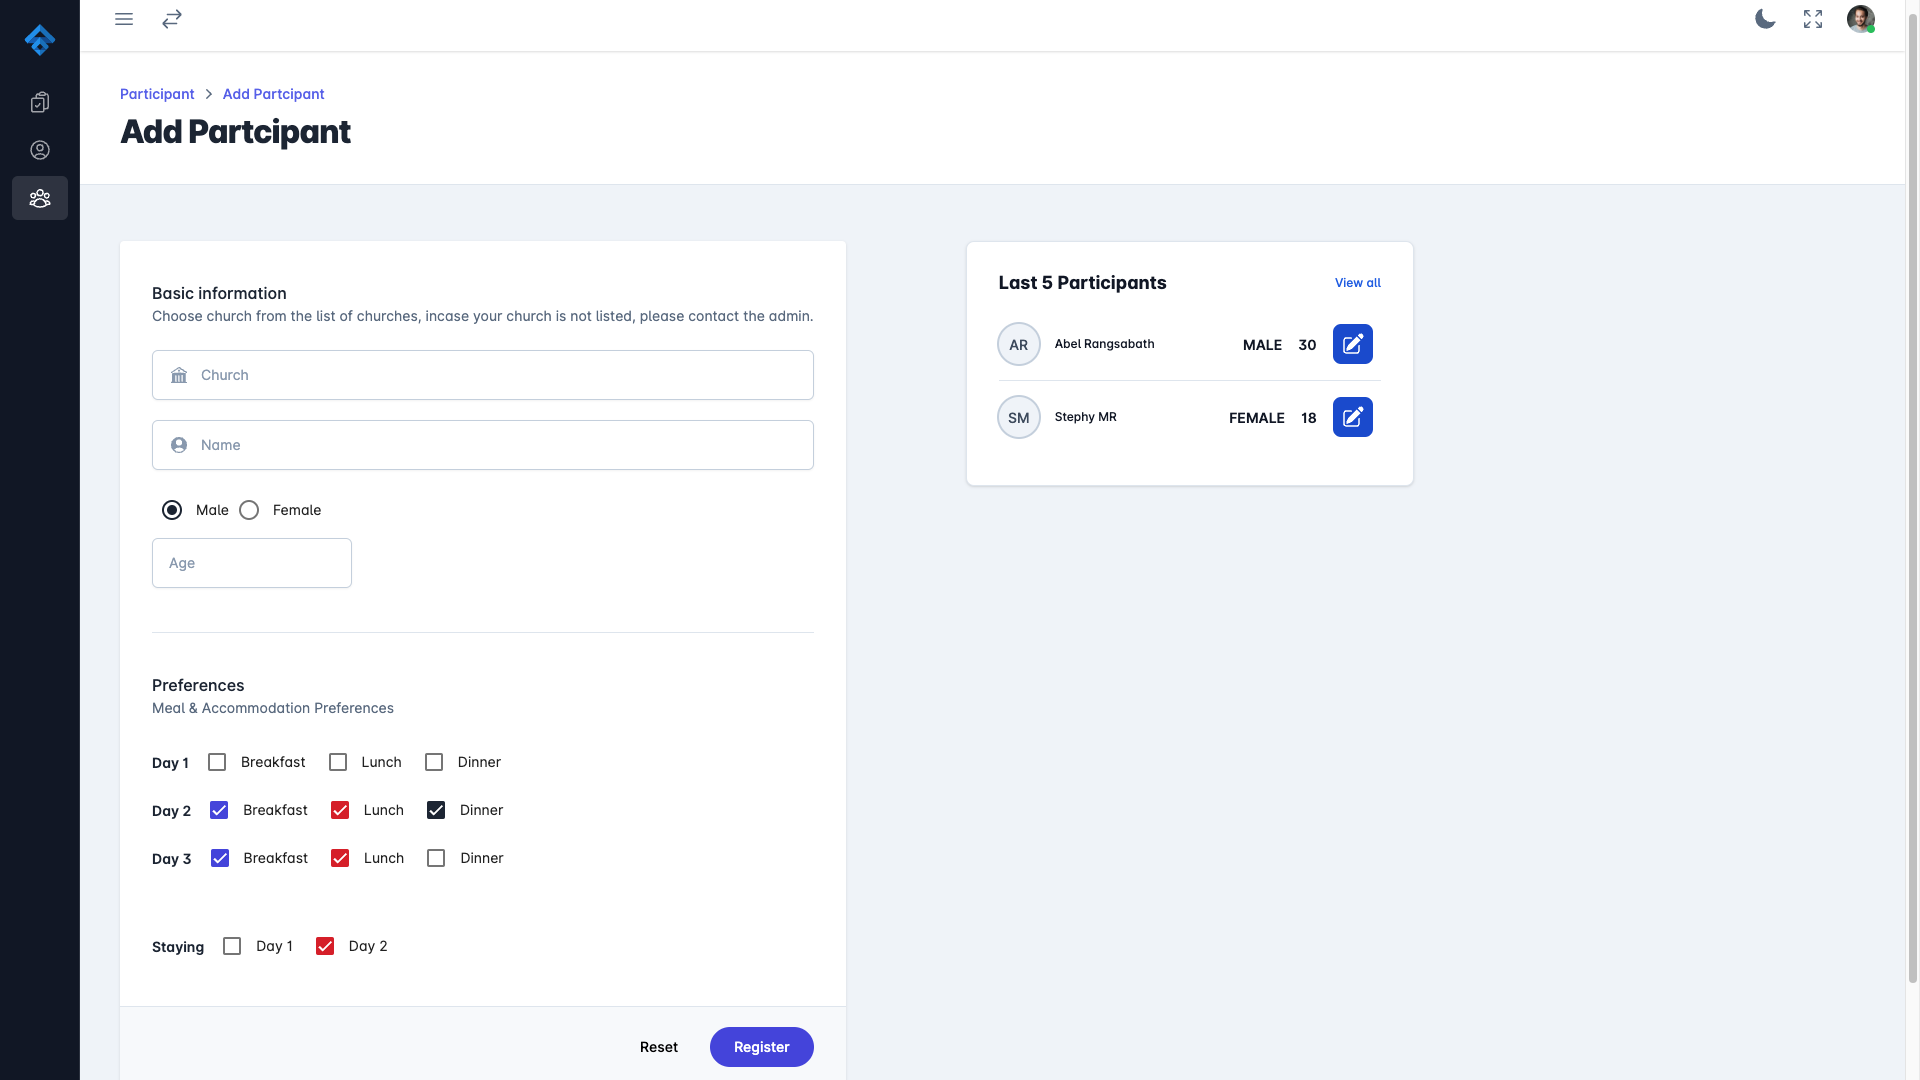 Participant > Add Partcipant
Add Partcipant
Basic information
Choose church from the list of churches, incase your church is not listed, please contact the admin.
Church
Name
Male Female
Age
Preferences
Meal & Accommodation Preferences
Day 1 Breakfast Lunch Dinner
Day 2 Breakfast Lunch Dinner
Day 3 Breakfast Lunch Dinner
Staying Day 1 Day 2
Reset Register
Last 5 Participants View all
AR Abel Rangsabath MALE 30
SM Stephy MR FEMALE 18